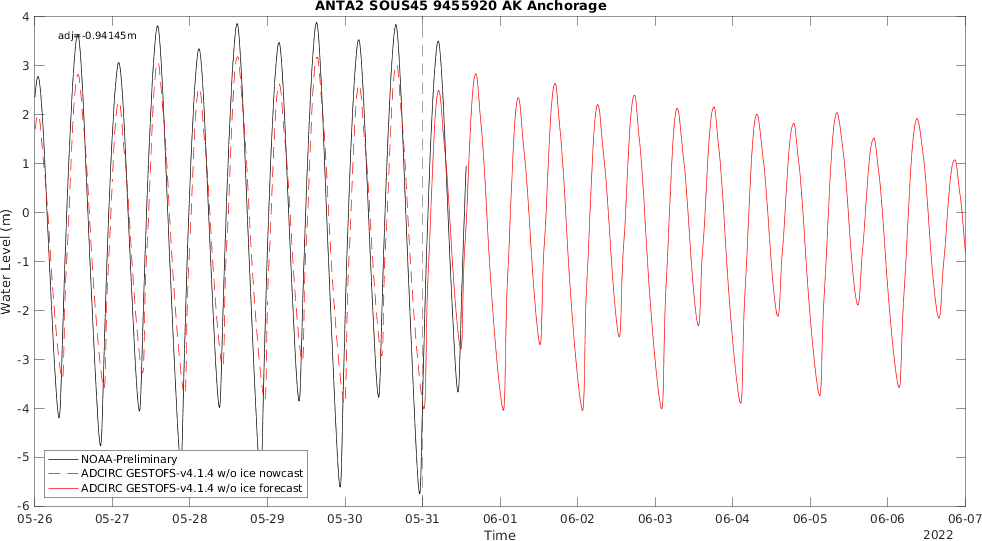 ANTA2 SOUS45 9455920 AK Anchorage
adj=-0.94145m
4
3
2
1
0
-1
-2
-3
-4
-5
-6
Water Level (m)
NOAA-Preliminary
ADCIRC GESTOFS-v4.1.4 w/o ice nowcast
ADCIRC GESTOFS-v4.1.4 w/o ice forecast
05-26 05-27 05-28 05-29 05-30 05-31 06-01 06-02 06-03 06-04 06-05 06-06 06-07
Time
2022